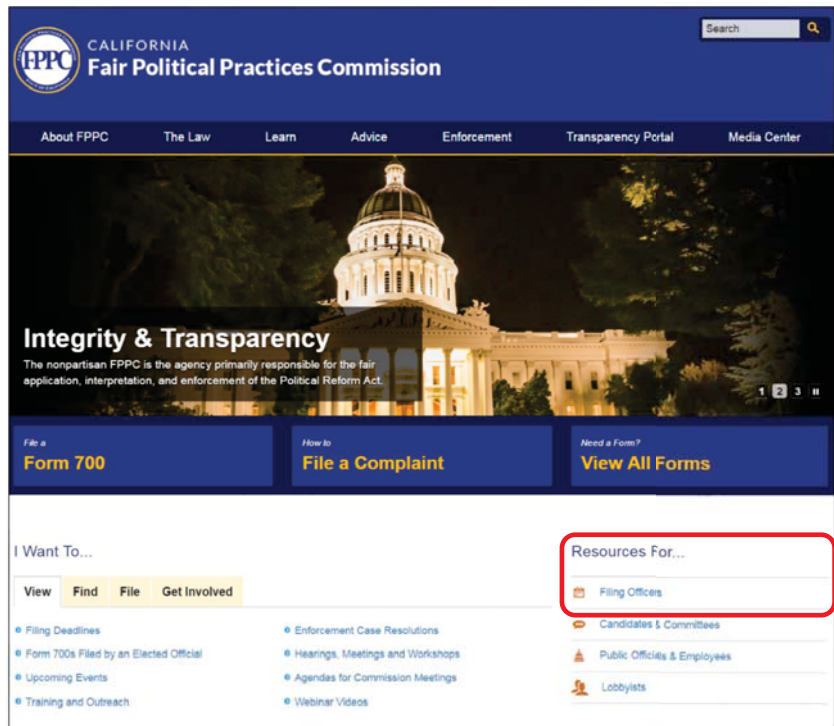 Search
FPPC
CALIFORNIA
Fair Political Practices Commission
About FPPC The Law Learn Advice Enforcement Transparency Portal Media Center
Integrity & Transparency
The nonpartisan FPPC is the agency primarily responsible for the fair
application, interpretation, and enforcement of the Political Reform Act.
1 2 3
File a
Form 700
How to
File a Complaint
Need a Form?
View All Forms
I Want To...
View Find File Get Involved
Filing Deadlines
Form 700s Filed by an Elected Official
Upcoming Events
Training and Outreach
Enforcement Case Resolutions
Hearings, Meetings and Workshops
Agendas for Commission Meetings
Webinar Videos
Resources For...
Filing Officers
Candidates & Committees
Public Officials & Employees
Lobbyists